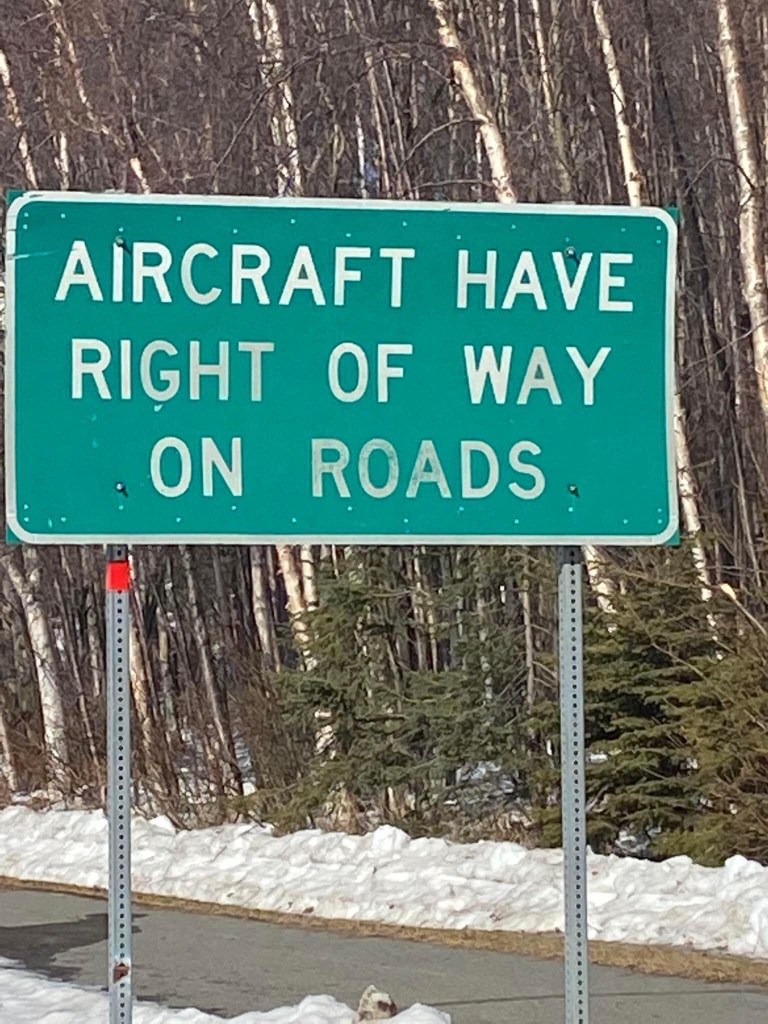 AIRCRAFT HAVE
RIGHT OF WAY
ON ROADS